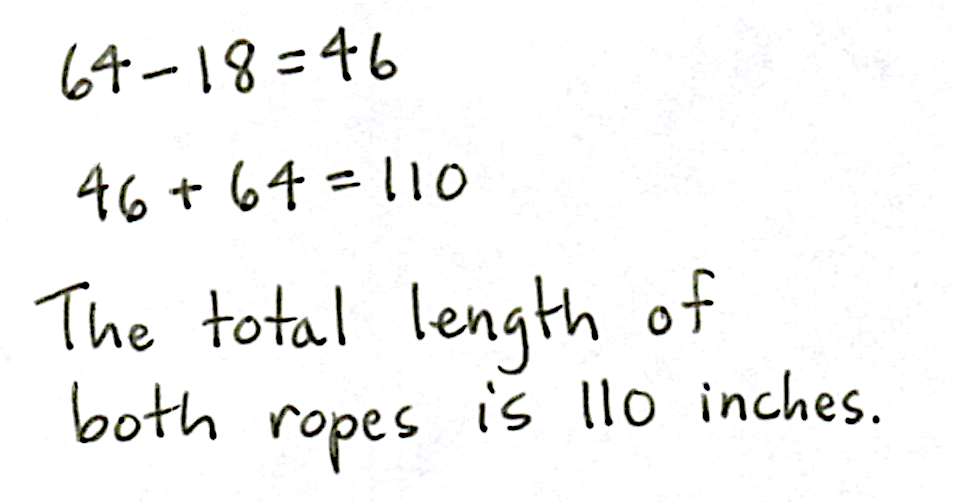 64-18=46
46+64=110
The total length of
both ropes is 110 inches.